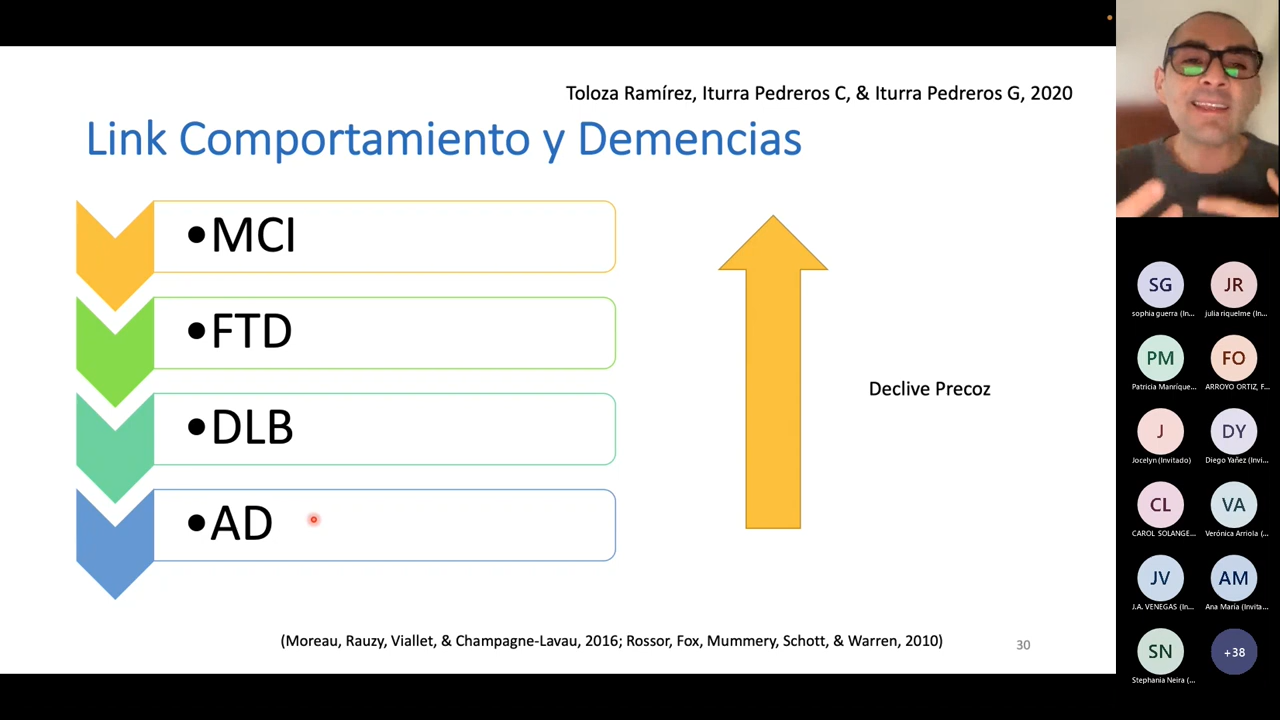 Toloza Ramírez, Iturra Pedreros C, & Iturra Pedreros G, 2020
Link Comportamiento y Demencias
•MCI
•FTD
•DLB
•AD
Declive Precoz
(Moreau, Rauzy, Viallet, & Champagne-Lavau, 2016; Rossor, Fox, Mummery, Schott, & Warren, 2010)
30
SG
sophia guerra (In...
JR
julia riquelme (In...
PM
Patricia Manríque...
FO
ARROYO ORTIZ, F...
J
Jocelyn (Invitado)
DY
Diego Yañez (Invi...
CL
CAROL SOLANGE...
VA
Verónica Arriola (...
JV
J.A. VENEGAS (In...
AM
Ana María (Invita...
SN
Stephania Neira (...
+38